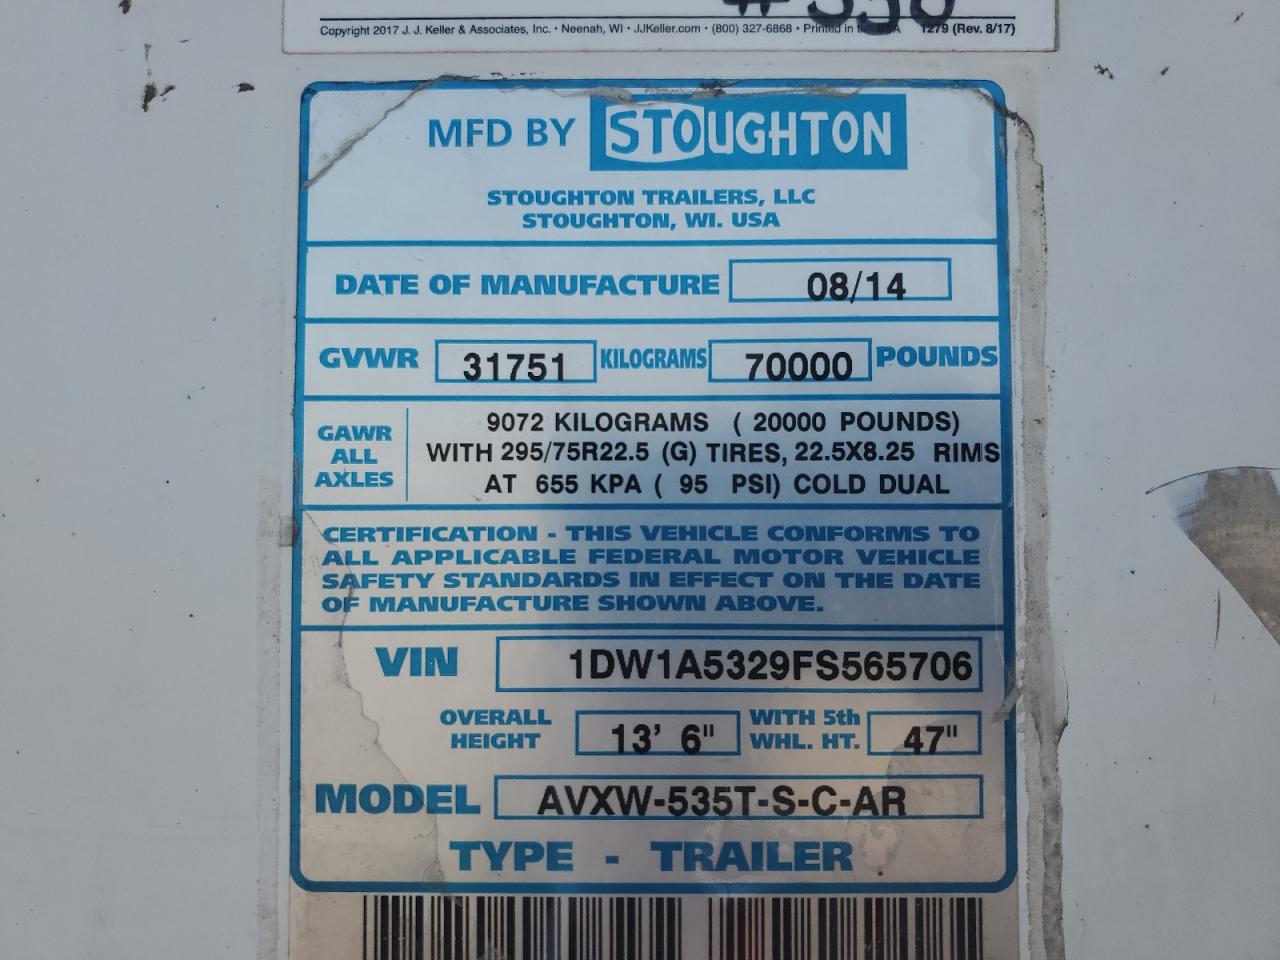 Copyright 2017 J. J. Keller & Associates, Inc. • Neenah, WI • JJKeller.com • (800) 327-6868 • Printed in the USA 1279 (Rev. 8/17)
MFD BY STOUGHTON
STOUGHTON TRAILERS, LLC
STOUGHTON, WI. USA
DATE OF MANUFACTURE 08/14
GVWR 31751 KILOGRAMS 70000 POUNDS
GAWR ALL AXLES
9072 KILOGRAMS ( 20000 POUNDS)
WITH 295/75R22.5 (G) TIRES, 22.5X8.25 RIMS
AT 655 KPA ( 95 PSI) COLD DUAL
CERTIFICATION - THIS VEHICLE CONFORMS TO
ALL APPLICABLE FEDERAL MOTOR VEHICLE
SAFETY STANDARDS IN EFFECT ON THE DATE
OF MANUFACTURE SHOWN ABOVE.
VIN 1DW1A5329FS565706
OVERALL HEIGHT 13' 6" WITH 5th WHL. HT. 47"
MODEL AVXW-535T-S-C-AR
TYPE - TRAILER